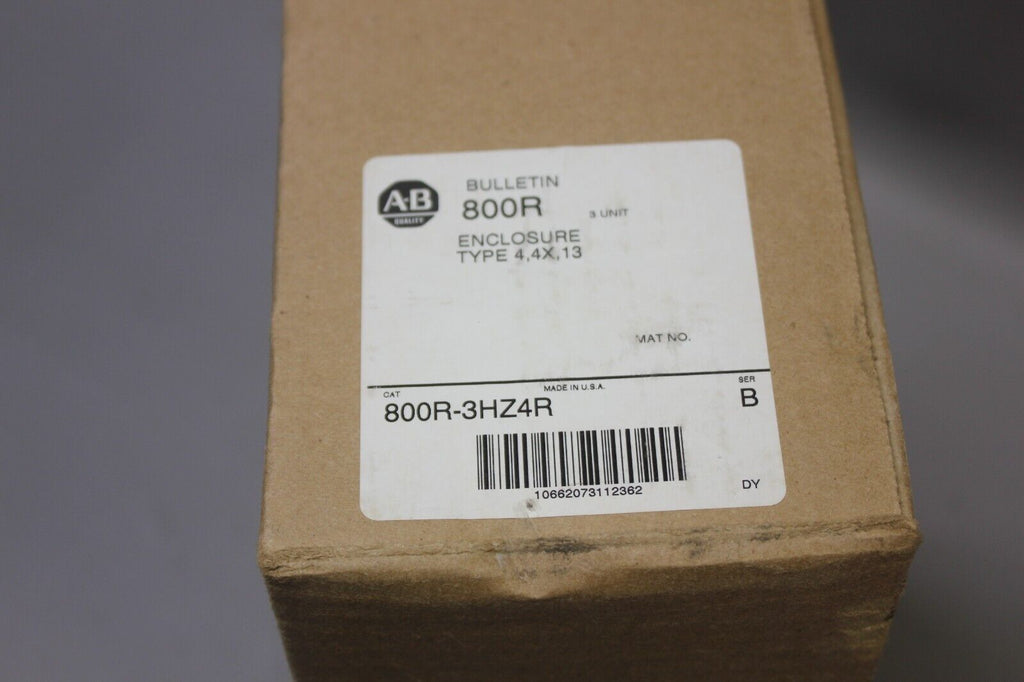 A-B
QUALITY
BULLETIN
800R 3 UNIT
ENCLOSURE
TYPE 4,4X,13
MAT NO.
CAT MADE IN U.S.A. SER
800R-3HZ4R B
10662073112362 DY